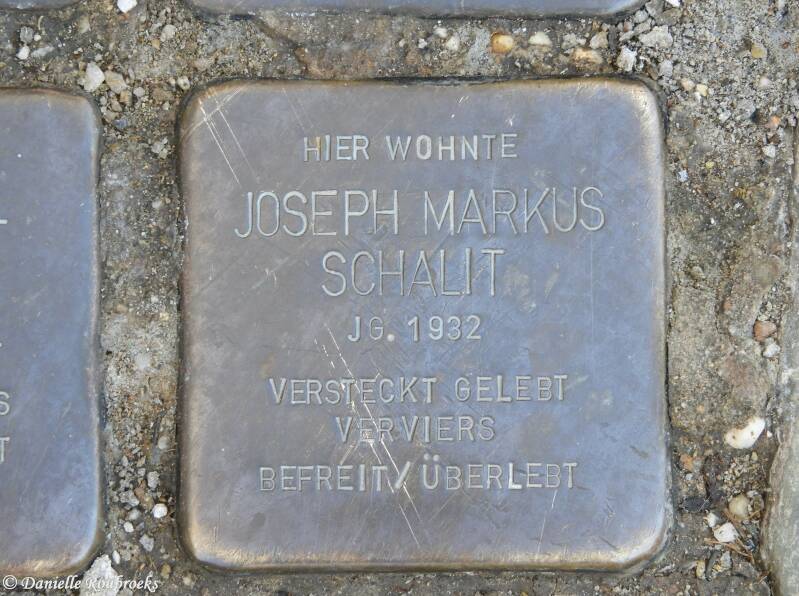 HIER WOHNTE
JOSEPH MARKUS
SCHALIT
JG. 1932
VERSTECKT GELEBT
VERVIERS
BEFREIT/ÜBERLEBT
© Danielle Roubroeks